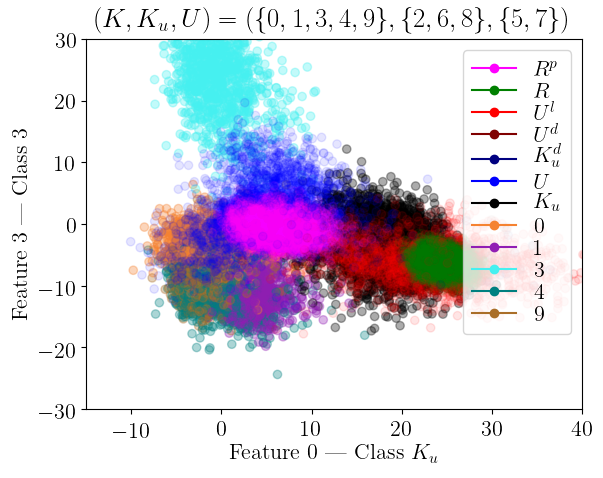 (K, K_u, U) = ({0, 1, 3, 4, 9}, {2, 6, 8}, {5, 7})
30
20
10
0
−10
−20
−30
Feature 3 — Class 3
R^p
R
U^l
U^d
K_u^d
U
K_u
0
1
3
4
9
−10
0
10
20
30
40
Feature 0 — Class K_u